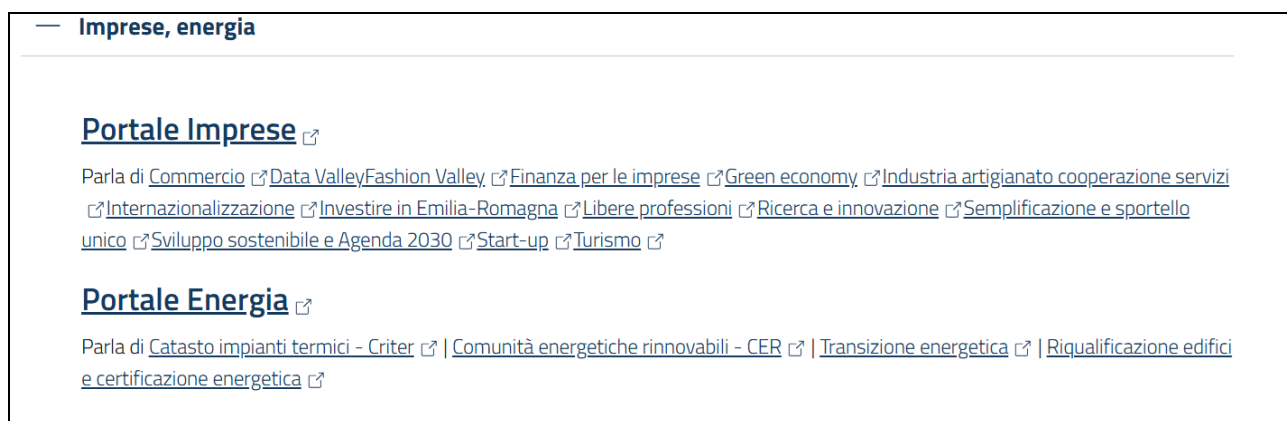 — Imprese, energia
Portale Imprese
Parla di Commercio Data ValleyFashion Valley Finanza per le imprese Green economy Industria artigianato cooperazione servizi
Internazionalizzazione Investire in Emilia-Romagna Libere professioni Ricerca e innovazione Semplificazione e sportello
unico Sviluppo sostenibile e Agenda 2030 Start-up Turismo
Portale Energia
Parla di Catasto impianti termici - Criter | Comunità energetiche rinnovabili - CER | Transizione energetica | Riqualificazione edifici
e certificazione energetica